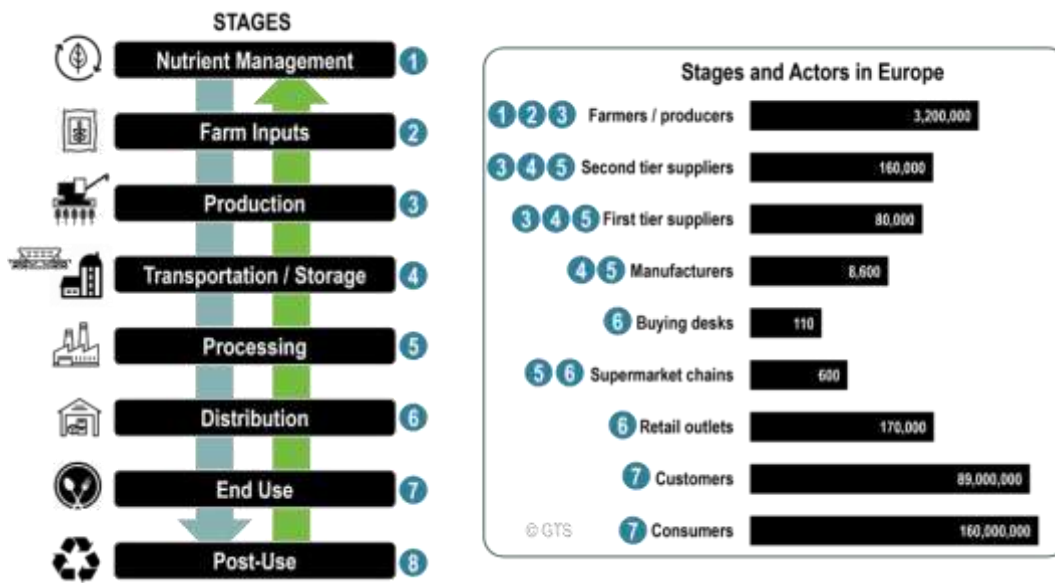 STAGES
Nutrient Management 1
Farm Inputs 2
Production 3
Transportation / Storage 4
Processing 5
Distribution 6
End Use 7
Post-Use 8
Stages and Actors in Europe
1 2 3 Farmers / producers 3,200,000
3 4 5 Second tier suppliers 160,000
3 4 5 First tier suppliers 80,000
4 5 Manufacturers 8,600
6 Buying desks 110
5 6 Supermarket chains 600
6 Retail outlets 170,000
7 Customers 89,000,000
© GTS 7 Consumers 160,000,000